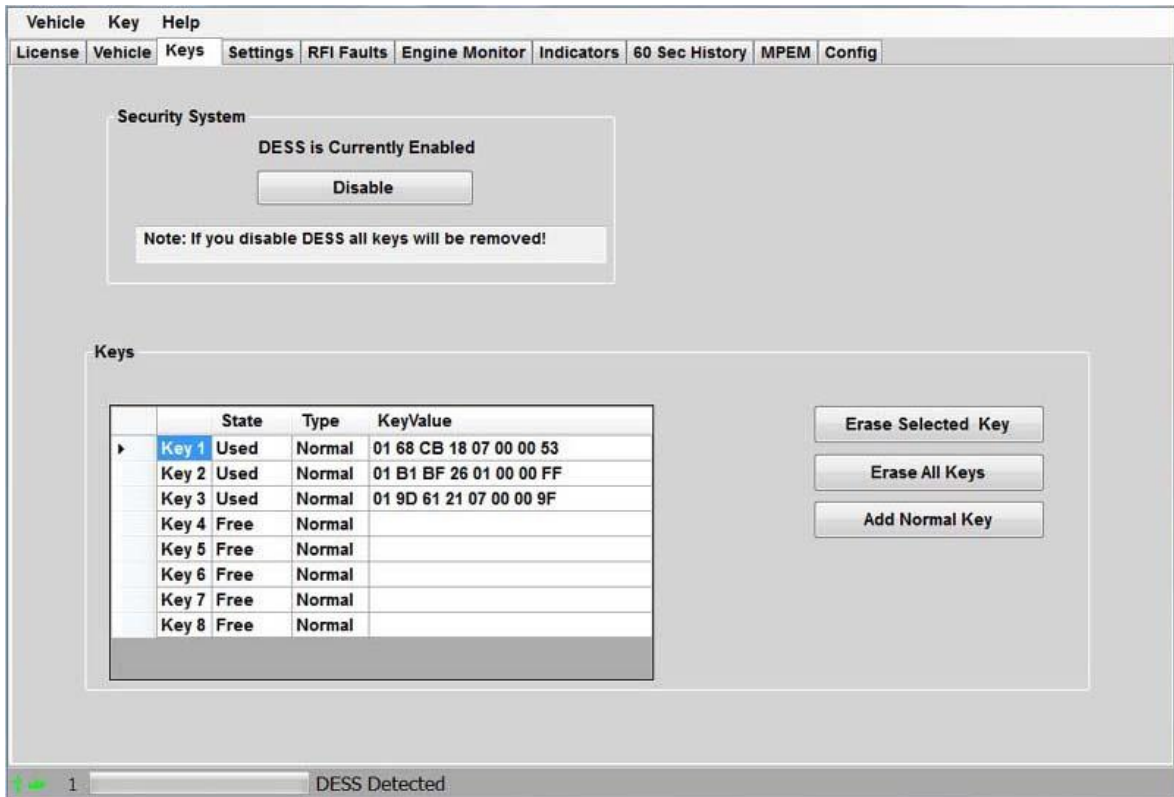 Vehicle Key Help
License Vehicle Keys Settings RFI Faults Engine Monitor Indicators 60 Sec History MPEM Config
Security System
DESS is Currently Enabled
Disable
Note: If you disable DESS all keys will be removed!
Keys
State Type KeyValue
Key 1 Used Normal 01 68 CB 18 07 00 00 53
Key 2 Used Normal 01 B1 BF 26 01 00 00 FF
Key 3 Used Normal 01 9D 61 21 07 00 00 9F
Key 4 Free Normal
Key 5 Free Normal
Key 6 Free Normal
Key 7 Free Normal
Key 8 Free Normal
Erase Selected Key
Erase All Keys
Add Normal Key
1 DESS Detected